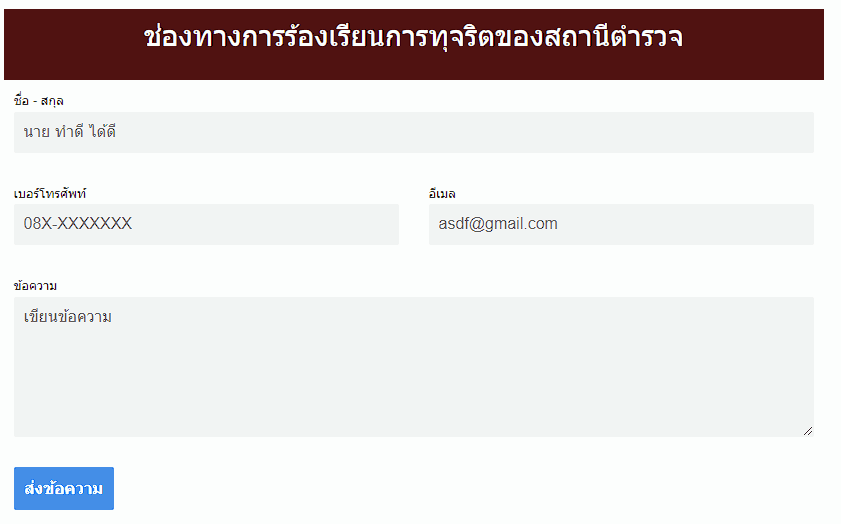 ช่องทางการร้องเรียนการทุจริตของสถานีตำรวจ
ชื่อ - สกุล
นาย ทำดี ได้ดี
เบอร์โทรศัพท์
08X-XXXXXXX
อีเมล
asdf@gmail.com
ข้อความ
เขียนข้อความ
ส่งข้อความ